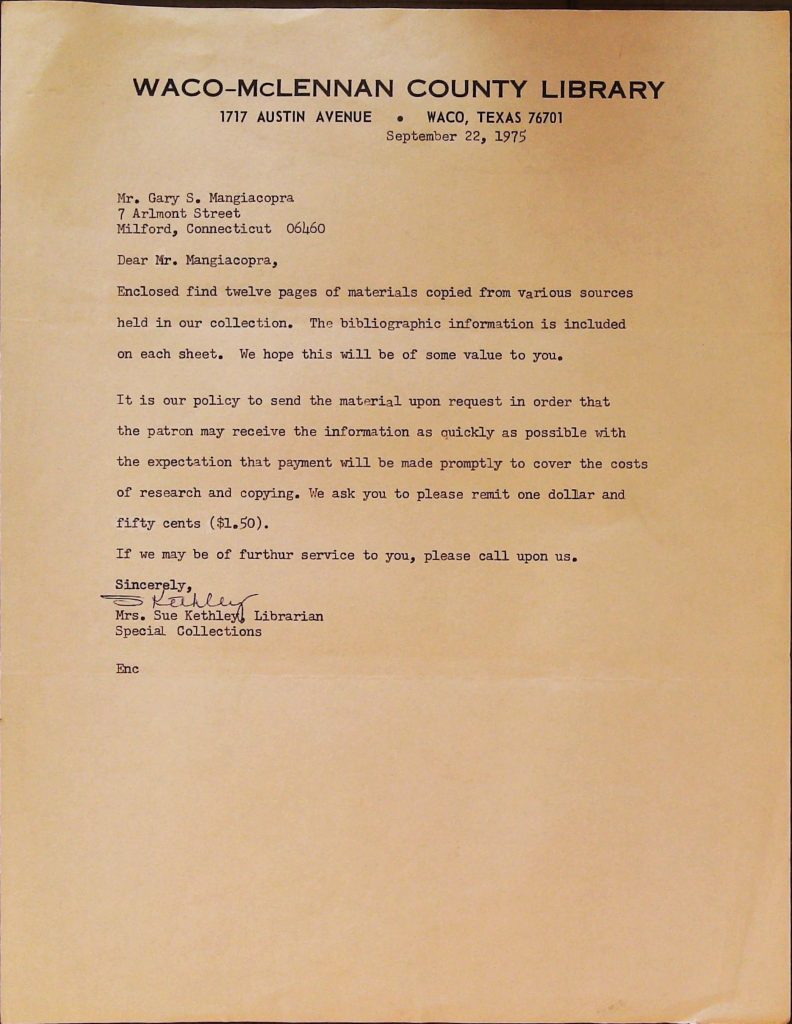 WACO-McLENNAN COUNTY LIBRARY
1717 AUSTIN AVENUE • WACO, TEXAS 76701
September 22, 1975
Mr. Gary S. Mangiacopra
7 Arlmont Street
Milford, Connecticut 06460
Dear Mr. Mangiacopra,
Enclosed find twelve pages of materials copied from various sources
held in our collection. The bibliographic information is included
on each sheet. We hope this will be of some value to you.
It is our policy to send the material upon request in order that
the patron may receive the information as quickly as possible with
the expectation that payment will be made promptly to cover the costs
of research and copying. We ask you to please remit one dollar and
fifty cents ($1.50).
If we may be of furthur service to you, please call upon us.
Sincerely,
S Kethley
Mrs. Sue Kethley, Librarian
Special Collections
Enc